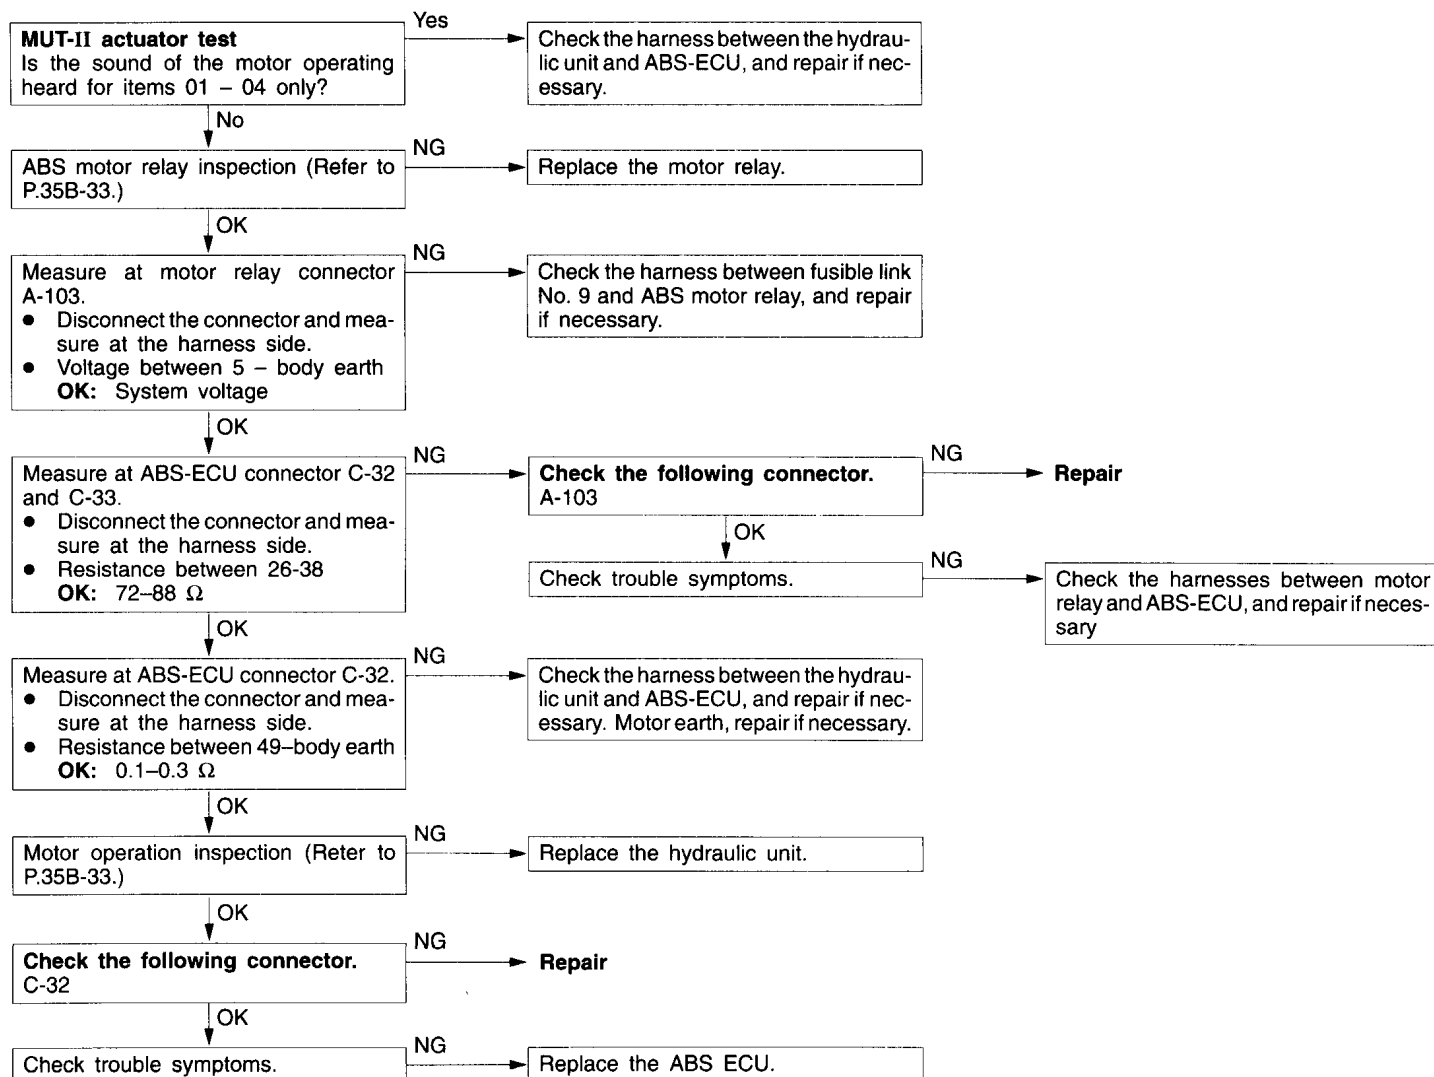 Yes
MUT-II actuator test
Is the sound of the motor operating
heard for items 01 – 04 only?
Check the harness between the hydrau-
lic unit and ABS-ECU, and repair if nec-
essary.
No
ABS motor relay inspection (Refer to
P.35B-33.)
NG
Replace the motor relay.
OK
Measure at motor relay connector
A-103.
● Disconnect the connector and mea-
sure at the harness side.
● Voltage between 5 – body earth
OK: System voltage
NG
Check the harness between fusible link
No. 9 and ABS motor relay, and repair
if necessary.
OK
Measure at ABS-ECU connector C-32
and C-33.
● Disconnect the connector and mea-
sure at the harness side.
● Resistance between 26-38
OK: 72–88 Ω
NG
Check the following connector.
A-103
NG
Repair
OK
Check trouble symptoms.
NG
Check the harnesses between motor
relay and ABS-ECU, and repair if neces-
sary
OK
Measure at ABS-ECU connector C-32.
● Disconnect the connector and mea-
sure at the harness side.
● Resistance between 49–body earth
OK: 0.1–0.3 Ω
NG
Check the harness between the hydrau-
lic unit and ABS-ECU, and repair if nec-
essary. Motor earth, repair if necessary.
OK
Motor operation inspection (Reter to
P.35B-33.)
NG
Replace the hydraulic unit.
OK
Check the following connector.
C-32
NG
Repair
OK
Check trouble symptoms.
NG
Replace the ABS ECU.